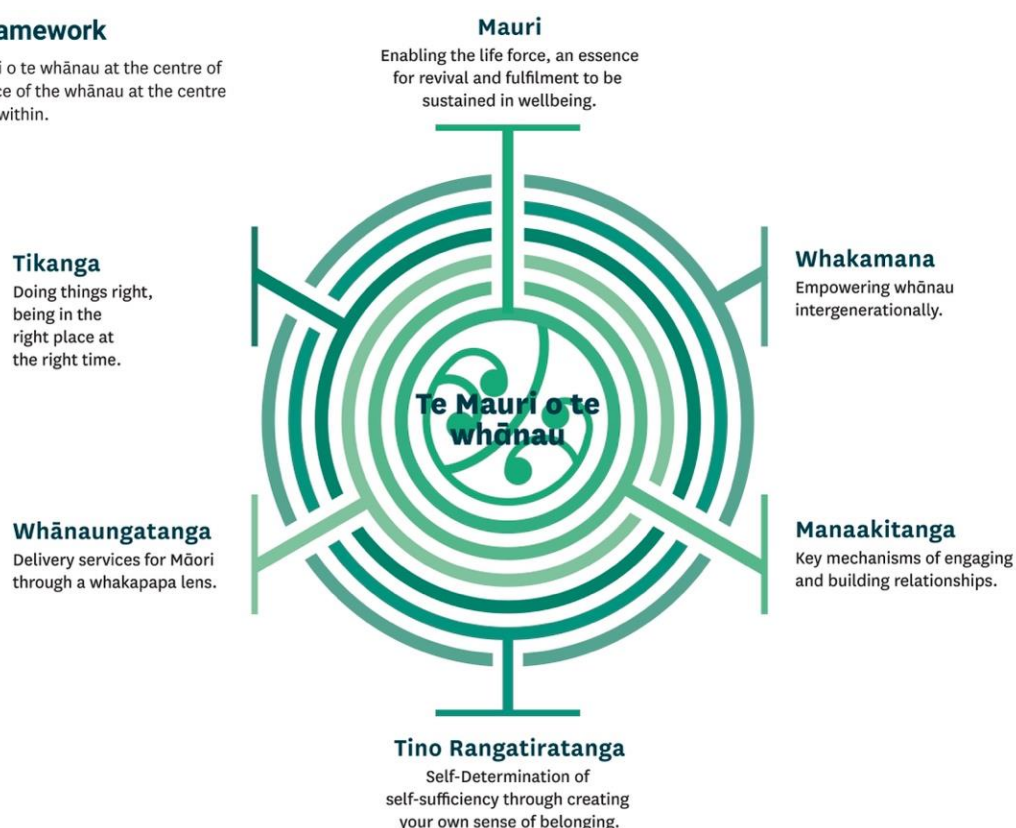 amework
i o te whānau at the centre of
ce of the whānau at the centre
within.
Mauri
Enabling the life force, an essence
for revival and fulfilment to be
sustained in wellbeing.
Tikanga
Doing things right,
being in the
right place at
the right time.
Whakamana
Empowering whānau
intergenerationally.
Te Mauri o te
whānau
Whānaungatanga
Delivery services for Māori
through a whakapapa lens.
Manaakitanga
Key mechanisms of engaging
and building relationships.
Tino Rangatiratanga
Self-Determination of
self-sufficiency through creating
your own sense of belonging.